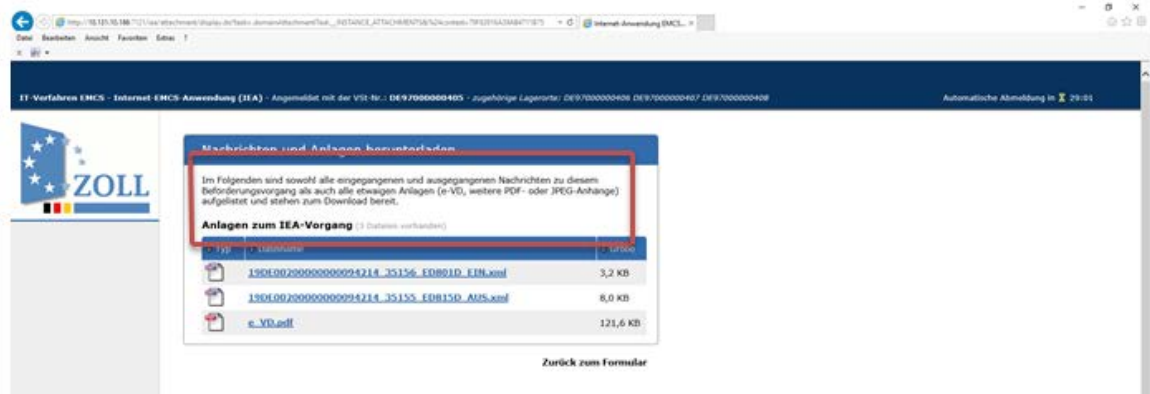 Internet-Anwendung EMCS...
Datei Bearbeiten Ansicht Favoriten Extras ?
IT-Verfahren EMCS - Internet-EMCS-Anwendung (IEA) - Angemeldet mit der VSt-Nr.: DE97000000405 - zugehörige Lagerorte: DE97000000406 DE97000000407 DE97000000408
Automatische Abmeldung in 29:01
ZOLL
Nachrichten und Anlagen herunterladen
Im Folgenden sind sowohl alle eingegangenen und ausgegangenen Nachrichten zu diesem
Beförderungsvorgang als auch alle etwaigen Anlagen (e-VD, weitere PDF- oder JPEG-Anhänge)
aufgelistet und stehen zum Download bereit.
Anlagen zum IEA-Vorgang (3 Dateien vorhanden)
Typ Dateiname Größe
19DE00200000000094214_35156_ED801D_EIN.xml 3,2 KB
19DE00200000000094214_35155_ED815D_AUS.xml 8,0 KB
e_VD.pdf 121,6 KB
Zurück zum Formular